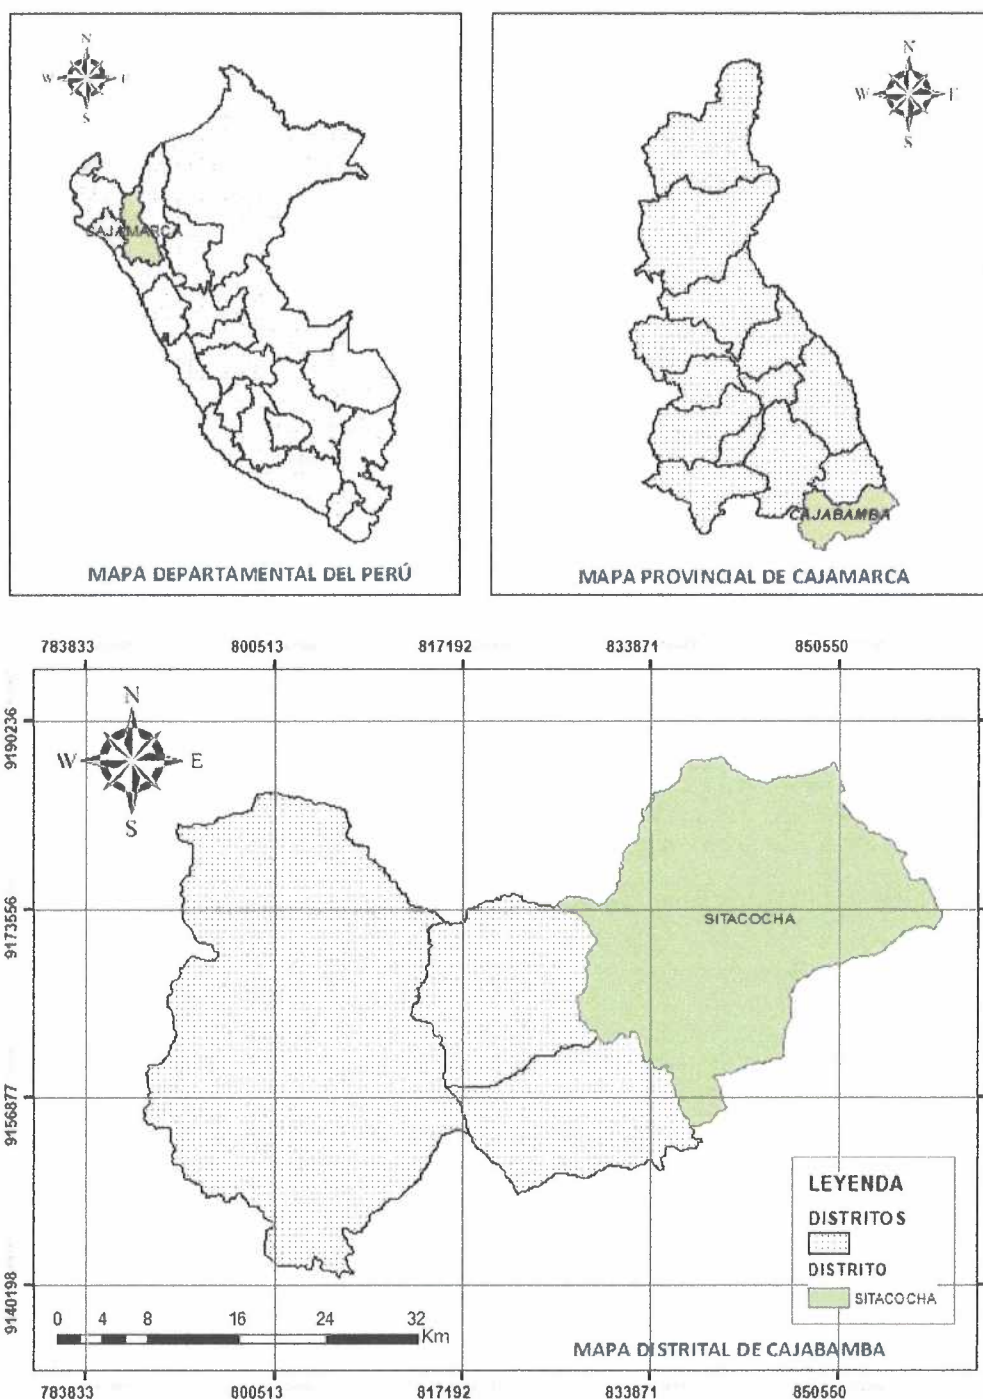 N
W E
S
CAJAMARCA
MAPA DEPARTAMENTAL DEL PERÚ
N
W E
S
CAJABAMBA
MAPA PROVINCIAL DE CAJAMARCA
783833 800513 817192 833871 850550
9190236
9173556
9156877
9140198
N
W E
S
SITACOCHA
LEYENDA
DISTRITOS
DISTRITO
SITACOCHA
0 4 8 16 24 32
Km
MAPA DISTRITAL DE CAJABAMBA
783833 800513 817192 833871 850550